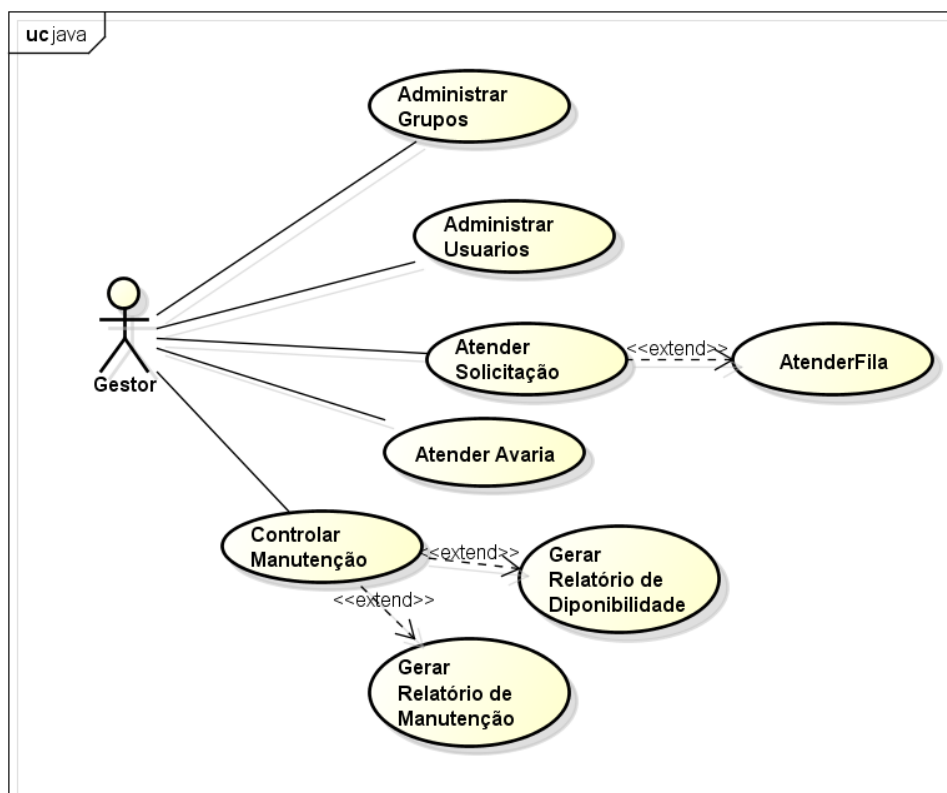 uc java
Administrar
Grupos
Administrar
Usuarios
Gestor
Atender
Solicitação
<<extend>>
AtenderFila
Atender Avaria
Controlar
Manutenção
<<extend>>
Gerar
Relatório de
Diponibilidade
<<extend>>
Gerar
Relatório de
Manutenção